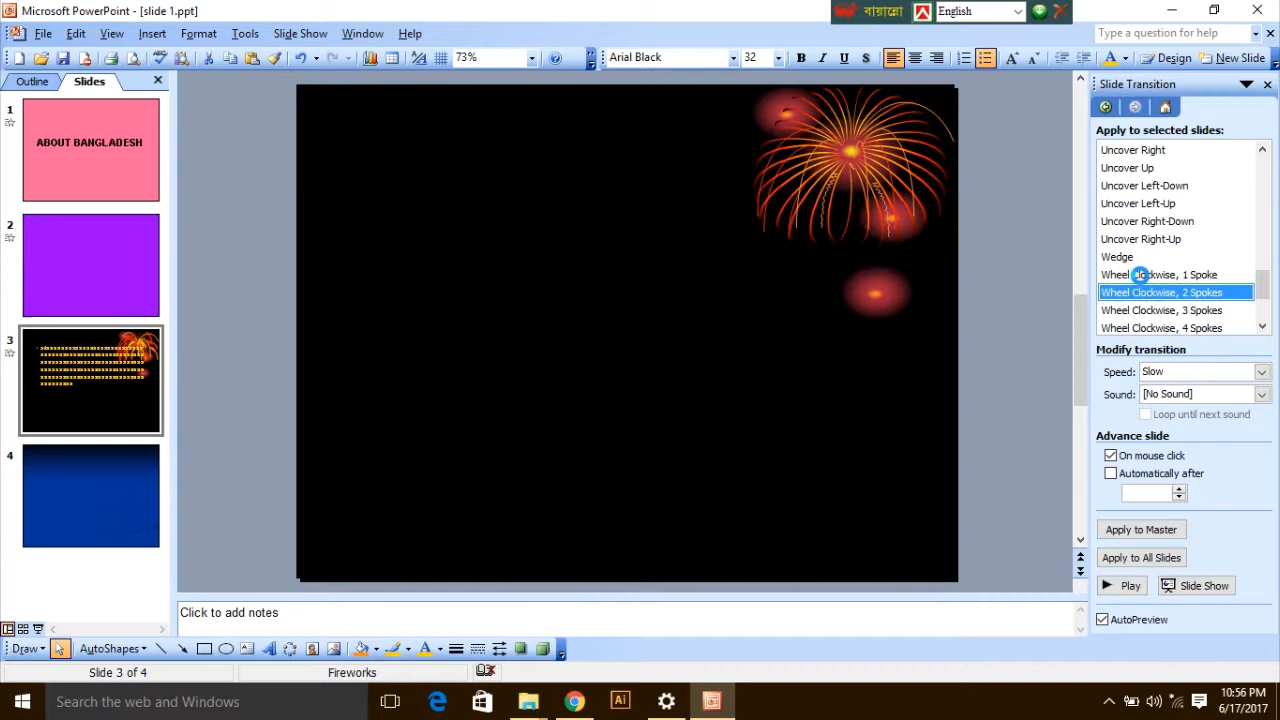 Microsoft PowerPoint - [slide 1.ppt]
বায়ান্নো
English
File Edit View Insert Format Tools Slide Show Window Help
Type a question for help
73%
Arial Black
32
B I U S
Design
New Slide
Outline
Slides
Slide Transition
1
ABOUT BANGLADESH
2
3
4
Apply to selected slides:
Uncover Right
Uncover Up
Uncover Left-Down
Uncover Left-Up
Uncover Right-Down
Uncover Right-Up
Wedge
Wheel Clockwise, 1 Spoke
Wheel Clockwise, 2 Spokes
Wheel Clockwise, 3 Spokes
Wheel Clockwise, 4 Spokes
Modify transition
Speed: Slow
Sound: [No Sound]
Loop until next sound
Advance slide
On mouse click
Automatically after
Apply to Master
Apply to All Slides
Play
Slide Show
AutoPreview
Click to add notes
Draw
AutoShapes
Slide 3 of 4
Fireworks
Search the web and Windows
Ai
10:56 PM
6/17/2017